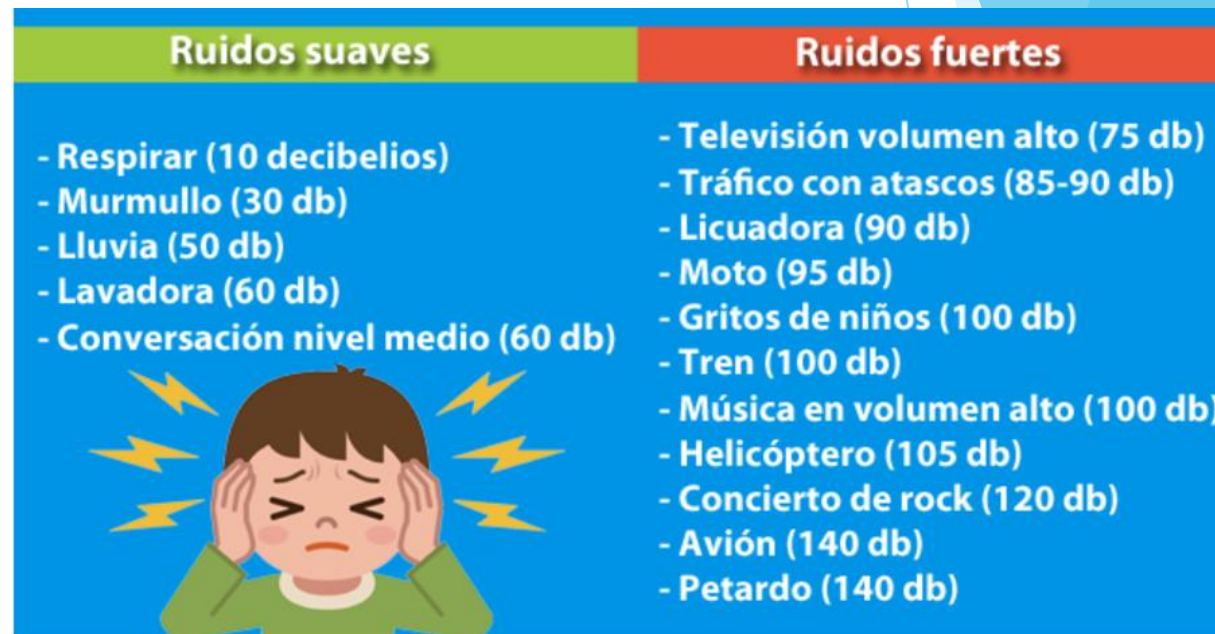 Ruidos suaves
- Respirar (10 decibelios)
- Murmullo (30 db)
- Lluvia (50 db)
- Lavadora (60 db)
- Conversación nivel medio (60 db)
Ruidos fuertes
- Televisión volumen alto (75 db)
- Tráfico con atascos (85-90 db)
- Licuadora (90 db)
- Moto (95 db)
- Gritos de niños (100 db)
- Tren (100 db)
- Música en volumen alto (100 db)
- Helicóptero (105 db)
- Concierto de rock (120 db)
- Avión (140 db)
- Petardo (140 db)